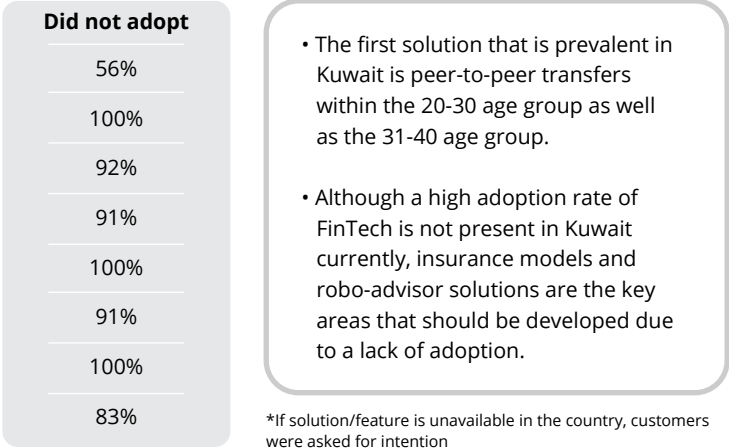 Did not adopt
56%
100%
92%
91%
100%
91%
100%
83%
• The first solution that is prevalent in
Kuwait is peer-to-peer transfers
within the 20-30 age group as well
as the 31-40 age group.
• Although a high adoption rate of
FinTech is not present in Kuwait
currently, insurance models and
robo-advisor solutions are the key
areas that should be developed due
to a lack of adoption.
*If solution/feature is unavailable in the country, customers
were asked for intention